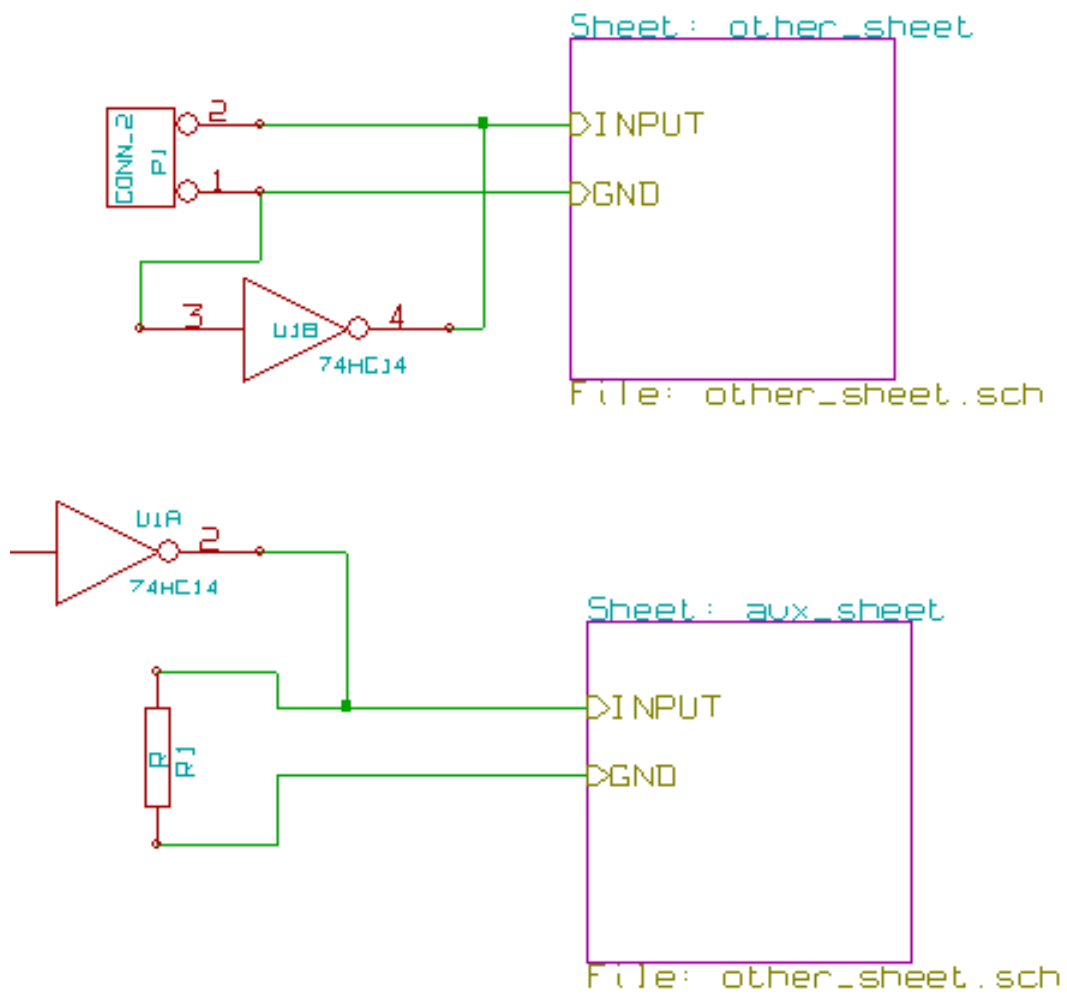 Sheet: other_sheet
CONN_2
P1
2
INPUT
1
GND
3
U1B
4
74HC14
File: other_sheet.sch
U1A
2
74HC14
Sheet: aux_sheet
INPUT
R
R1
GND
File: other_sheet.sch